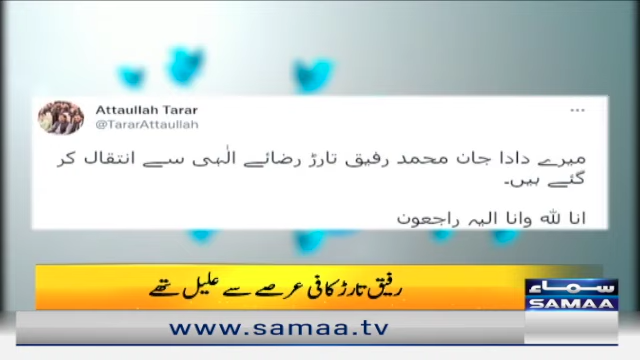 Attaullah Tarar
@TararAttaullah
میرے دادا جان محمد رفیق تارڑ رضائے الٰہی سے انتقال کر
گئے ہیں۔
انا للہ وانا الیہ راجعون
رفیق تارڑ کافی عرصے سے علیل تھے
سماء
SAMAA
www.samaa.tv